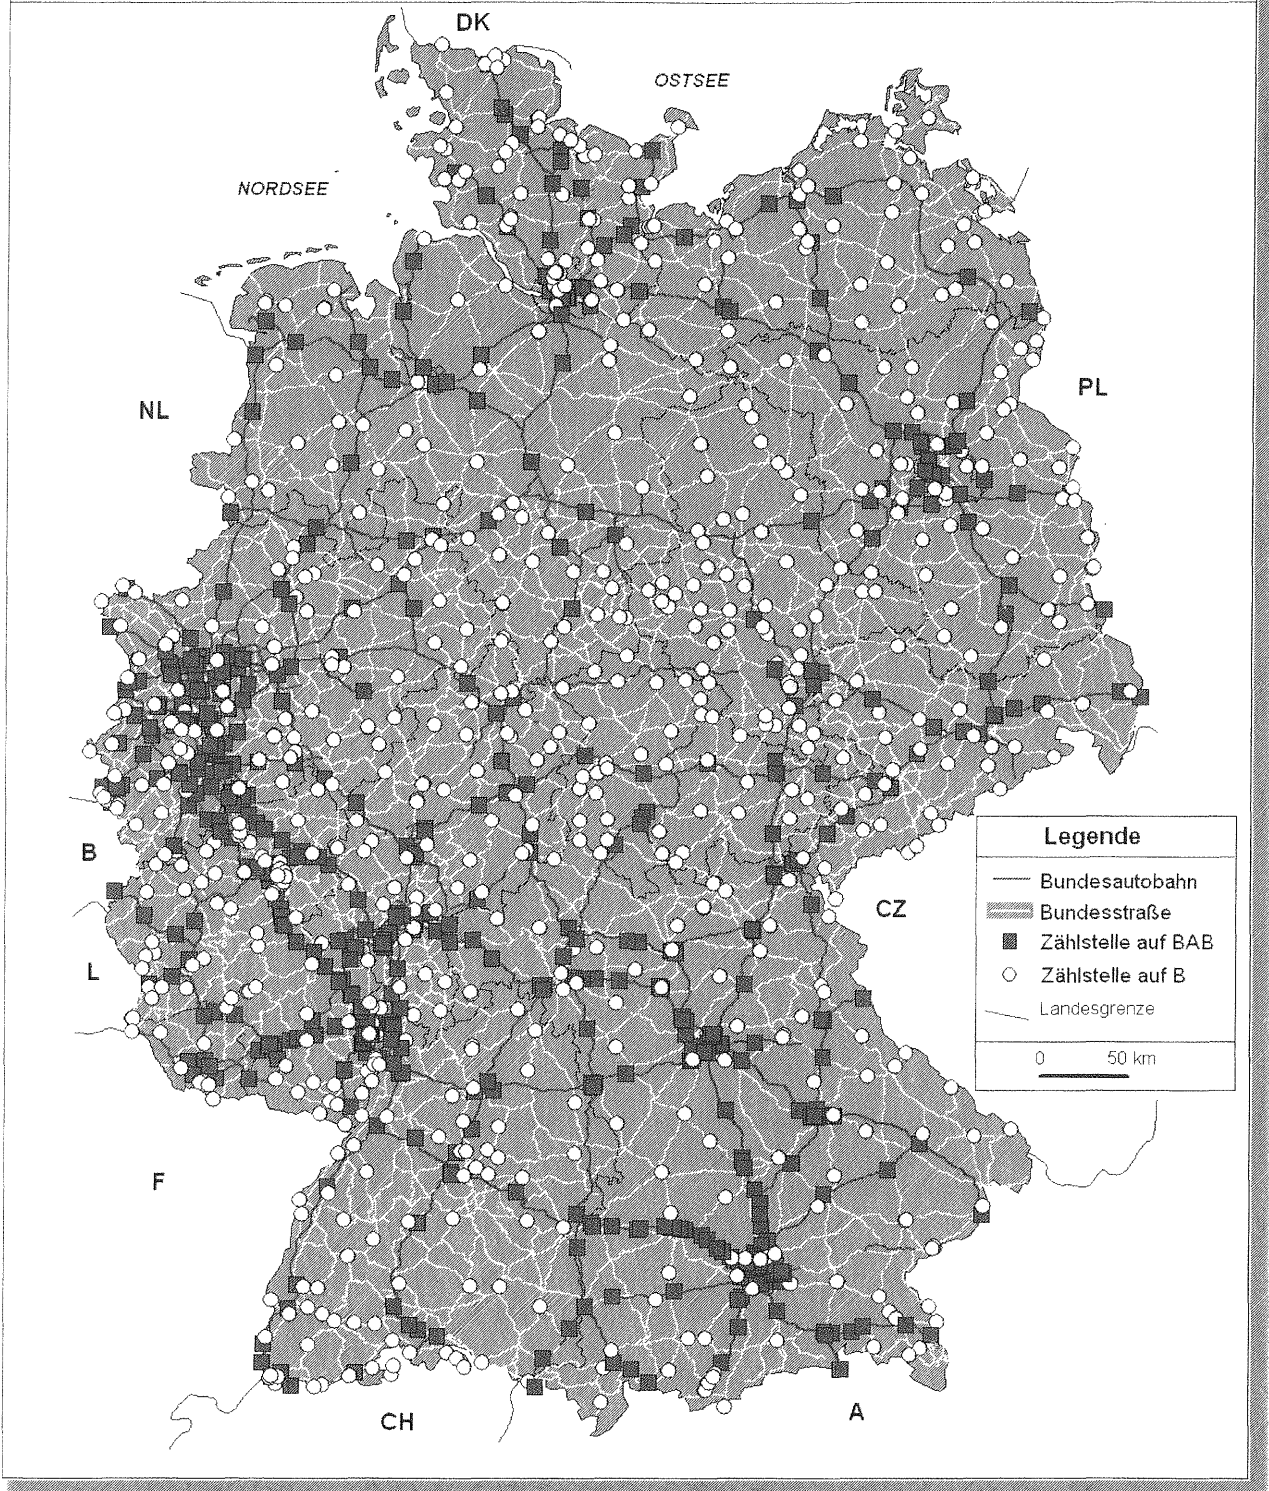 DK
OSTSEE
NORDSEE
NL
PL
B
L
CZ
F
CH
A
Legende
Bundesautobahn
Bundesstraße
Zählstelle auf BAB
Zählstelle auf B
Landesgrenze
0 50 km